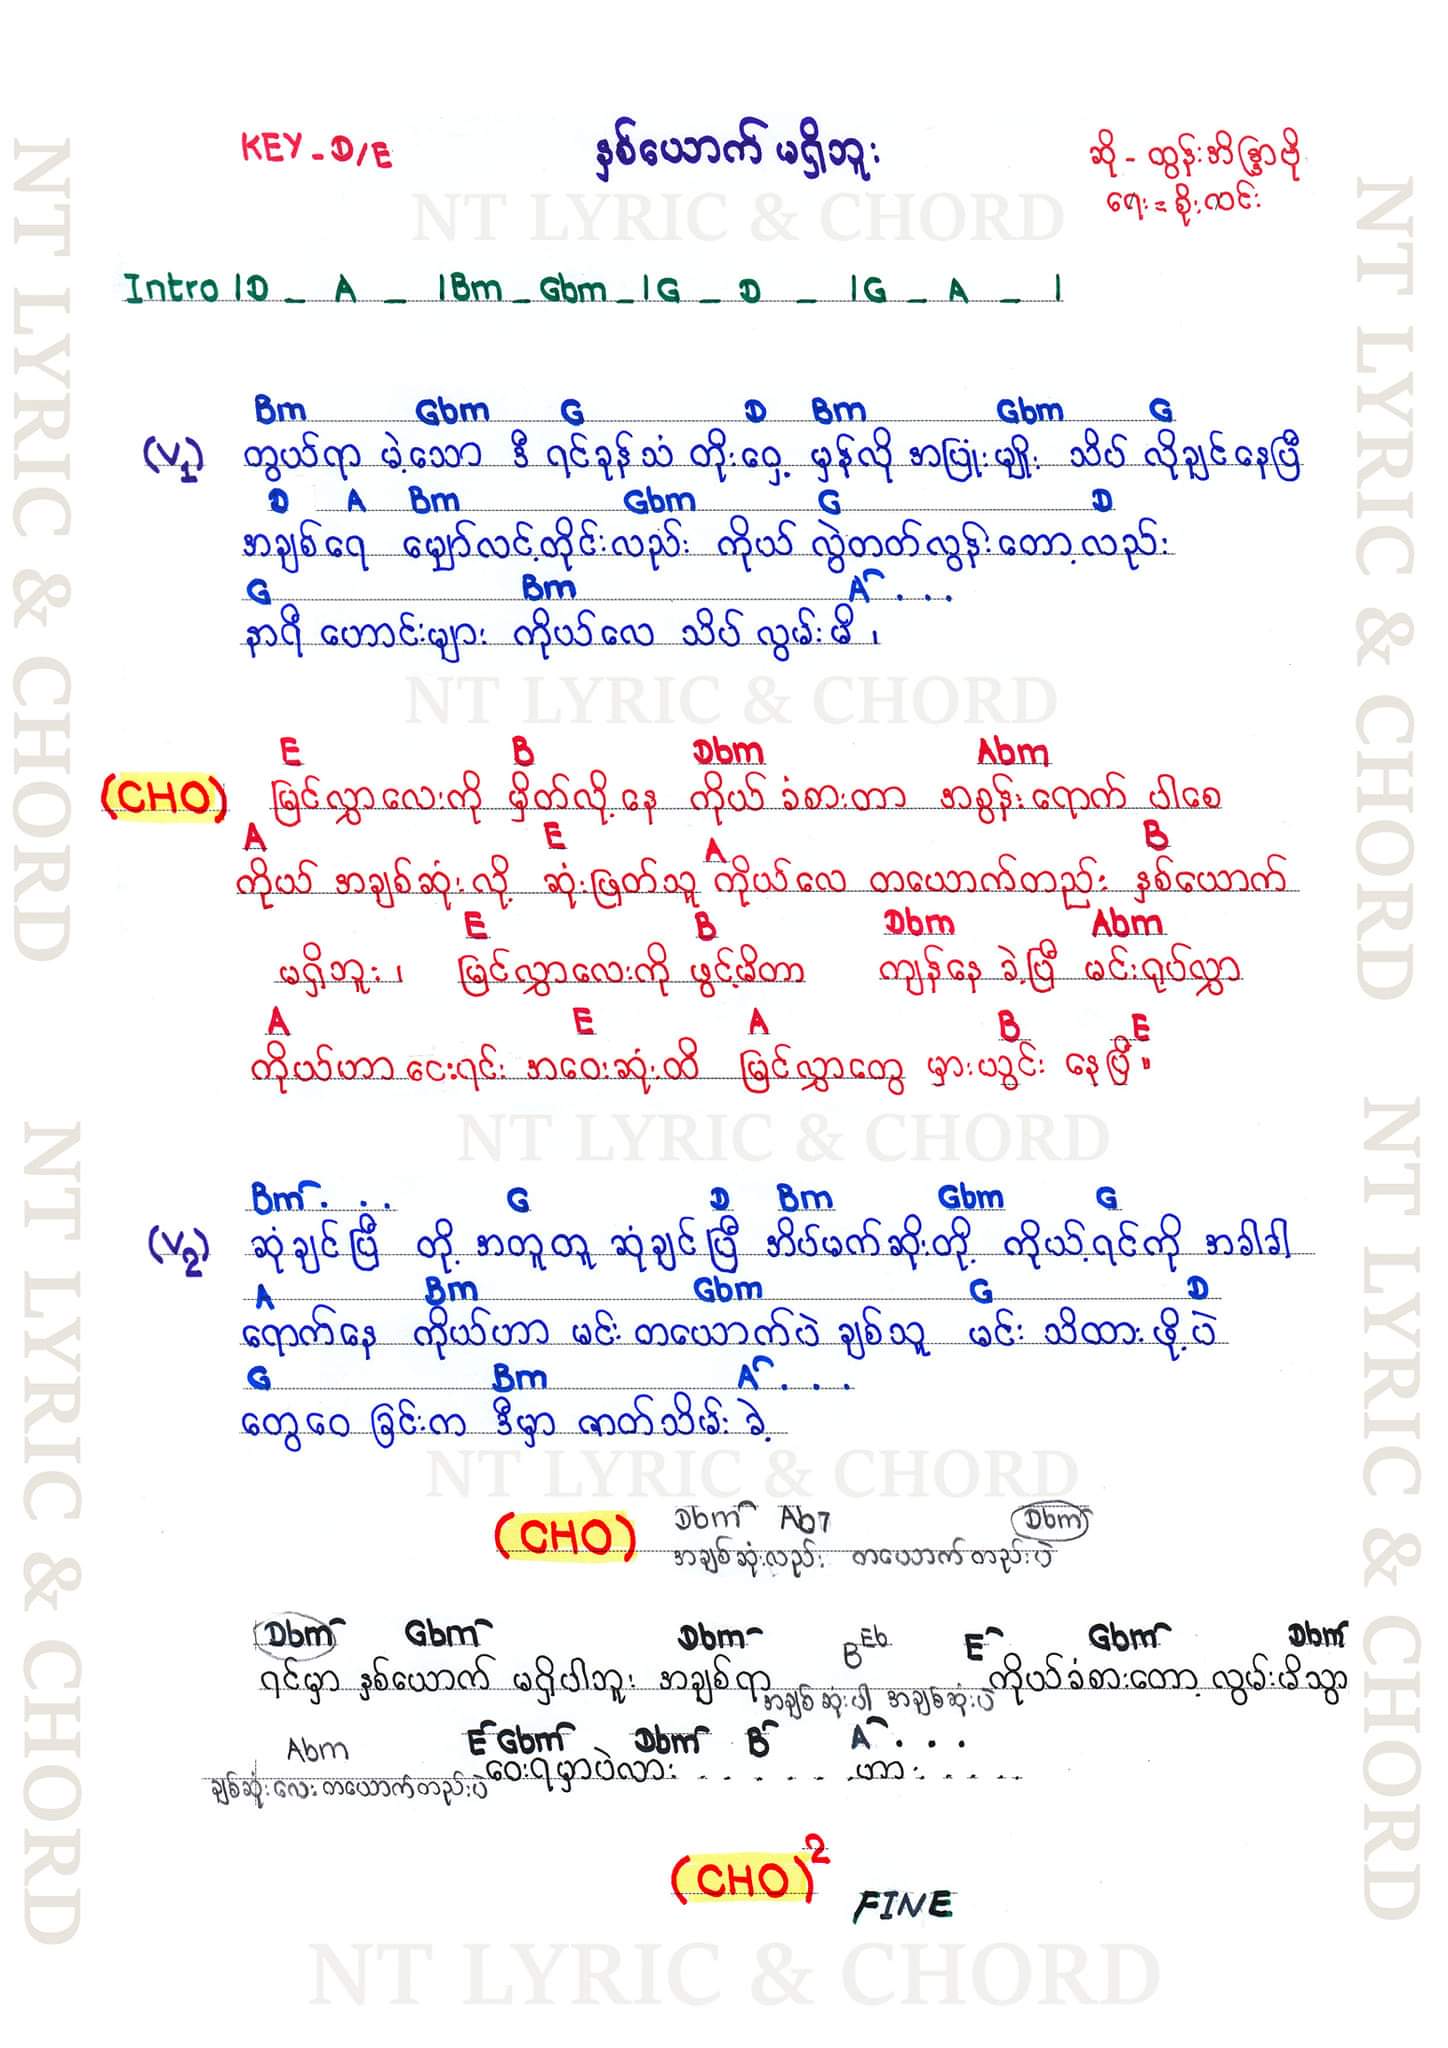 KEY - D/E
နှစ်ယောက် မရှိဘူး
ဆို - ထွန်းအိန္ဒြာဗို
ရေး = စိုးလင်း
NT LYRIC & CHORD
Intro | D _ A _ | Bm _ Gbm _ | G _ D _ | G _ A _ |
Bm Gbm G D Bm Gbm G
(V1) တွယ်ရာ မဲ့သော ဒီ ရင်ခုန်သံ တိုးဝှေ့ မှန်လို အပြုံးမျိုး သိပ် လိုချင်နေပြီ
D A Bm Gbm G D
အချစ်ရေ မျှော်လင့်တိုင်းလည်း ကိုယ် လွဲတတ်လွန်းတော့လည်း
G Bm A . . .
နာရီ ဟောင်းများ ကိုယ်လေ သိပ် လွမ်းမိ ၊
NT LYRIC & CHORD
E B Dbm Abm
(CHO) မြင်လွှာလေးကို မှိတ်လို့နေ ကိုယ် ခံစားတာ အစွန်းရောက် ပါစေ
A E A B
ကိုယ် အချစ်ဆုံးလို့ ဆုံးဖြတ်သူ ကိုယ်လေ တယောက်တည်း နှစ်ယောက်
E B Dbm Abm
မရှိဘူး ၊ မြင်လွှာလေးကို ဖွင့်မိတာ ကျန်နေ ခဲ့ပြီ မင်းရုပ်လွှာ
A E A B E
ကိုယ်ဟာ ငေးရင်း အဝေးဆုံးထိ မြင်လွှာတွေ မှားယွင်း နေပြီ။
NT LYRIC & CHORD
Bm . . . G D Bm Gbm G
(V2) ဆုံချင်ပြီ တို့ အတူတူ ဆုံချင်ပြီ အိပ်မက်ဆိုးတို့ ကိုယ့်ရင်ကို အခါခါ
A Bm Gbm G D
ရောက်နေ ကိုယ်ဟာ မင်း တယောက်ပဲ ချစ်သူ မင်း သိထားဖို့ပဲ
G Bm A . . .
တွေဝေ ခြင်းက ဒီမှာ ဇာတ်သိမ်း ခဲ့
NT LYRIC & CHORD
Dbm Ab7 Dbm
(CHO) အချစ်ဆုံးလည်း တယောက်တည်းပဲ
Dbm Gbm Dbm B Eb E Gbm Dbm
ရင်မှာ နှစ်ယောက် မရှိပါဘူး အချစ်ရာ အချစ်ဆုံးပါ အချစ်ဆုံးပဲ ကိုယ်ခံစားတော့ လွမ်းမိသွာ
Abm E Gbm Dbm B A . . .
ချစ်ဆုံးလေး တယောက်တည်းပဲ ဝေးရမှာပဲလား . . . . . . ဟား . . . .
(CHO)2
FINE
NT LYRIC & CHORD
NT LYRIC & CHORD
NT LYRIC & CHORD
NT LYRIC & CHORD
NT LYRIC & CHORD